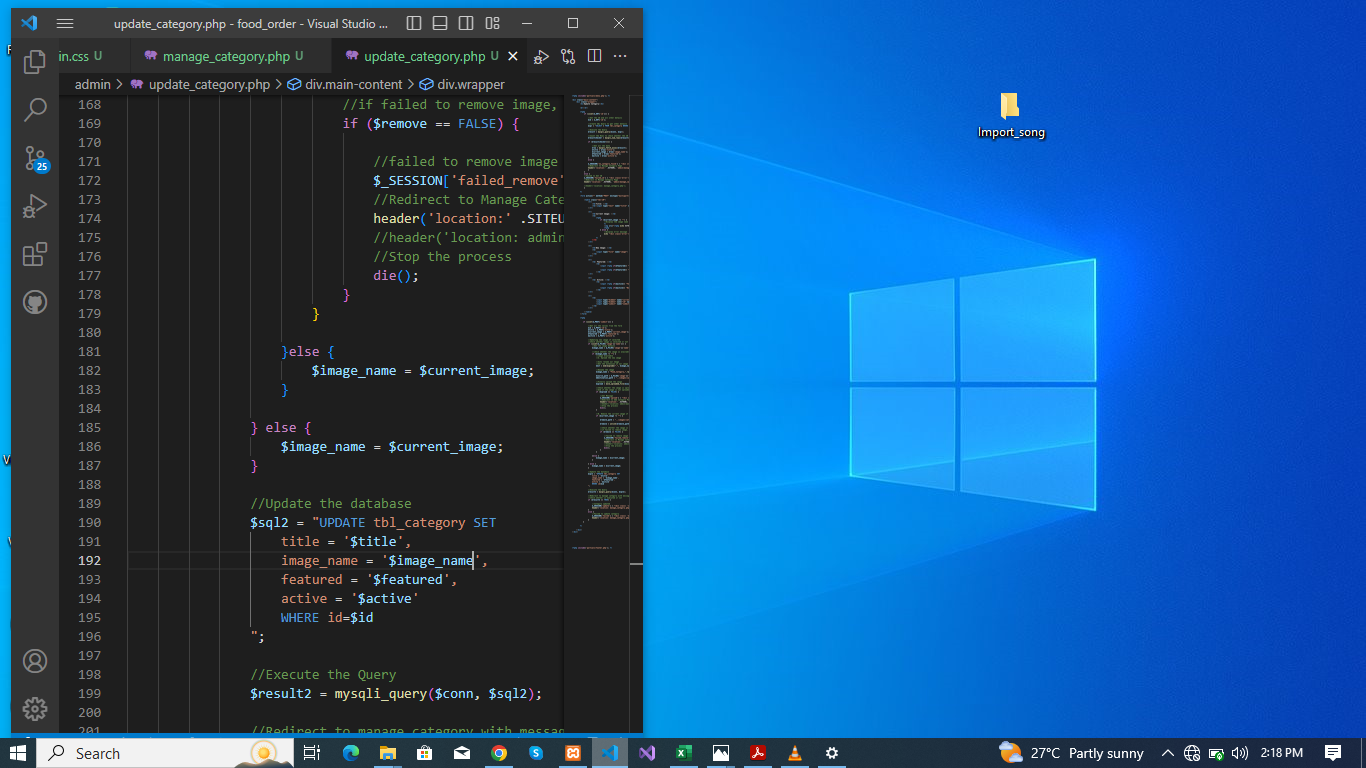 update_category.php - food_order - Visual Studio ...
in.css U
manage_category.php U
update_category.php U
admin > update_category.php > div.main-content > div.wrapper
168 //if failed to remove image,
169 if ($remove == FALSE) {
170
171 //failed to remove image
172 $_SESSION['failed_remove'
173 //Redirect to Manage Cate
174 header('location:' .SITEU
175 //header('location: admin
176 //Stop the process
177 die();
178 }
179 }
180
181 }else {
182 $image_name = $current_image;
183 }
184
185 } else {
186 $image_name = $current_image;
187 }
188
189 //Update the database
190 $sql2 = "UPDATE tbl_category SET
191 title = '$title',
192 image_name = '$image_name',
193 featured = '$featured',
194 active = '$active'
195 WHERE id=$id
196 ";
197
198 //Execute the Query
199 $result2 = mysqli_query($conn, $sql2);
200
201 //Redirect to manage category with messag
25
Import_song
Search
27°C Partly sunny
2:18 PM